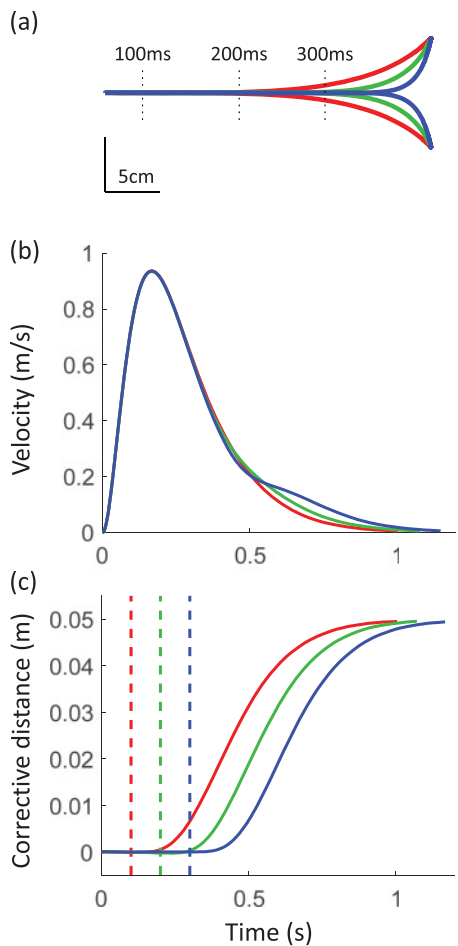 (a)
100ms 200ms 300ms
5cm
(b)
Velocity (m/s)
1
0.8
0.6
0.4
0.2
0
0 0.5 1
(c)
Corrective distance (m)
0.05
0.04
0.03
0.02
0.01
0
0 0.5 1
Time (s)